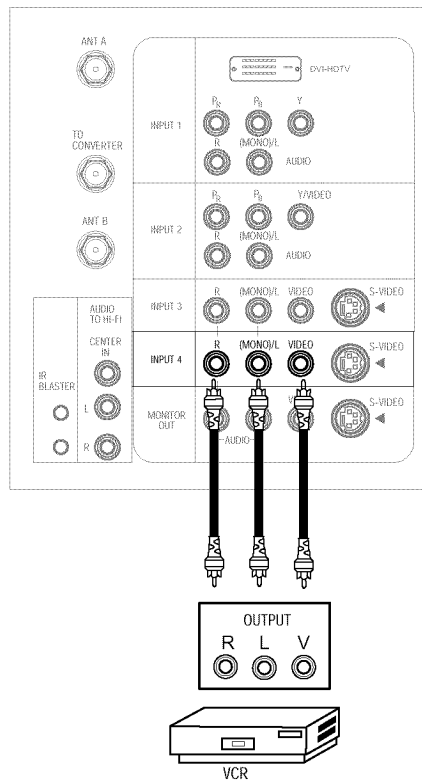 ANT A
TO
CONVERTER
ANT B
DVI-HDTV
INPUT 1
PR PB Y
R (MONO)/L AUDIO
INPUT 2
PR PB Y/VIDEO
R (MONO)/L AUDIO
INPUT 3 R (MONO)/L VIDEO S-VIDEO
INPUT 4 R (MONO)/L VIDEO S-VIDEO
MONITOR
OUT
S-VIDEO
AUDIO
AUDIO
TO HI-FI
CENTER
IN
IR
BLASTER
L
R
OUTPUT
R L V
VCR